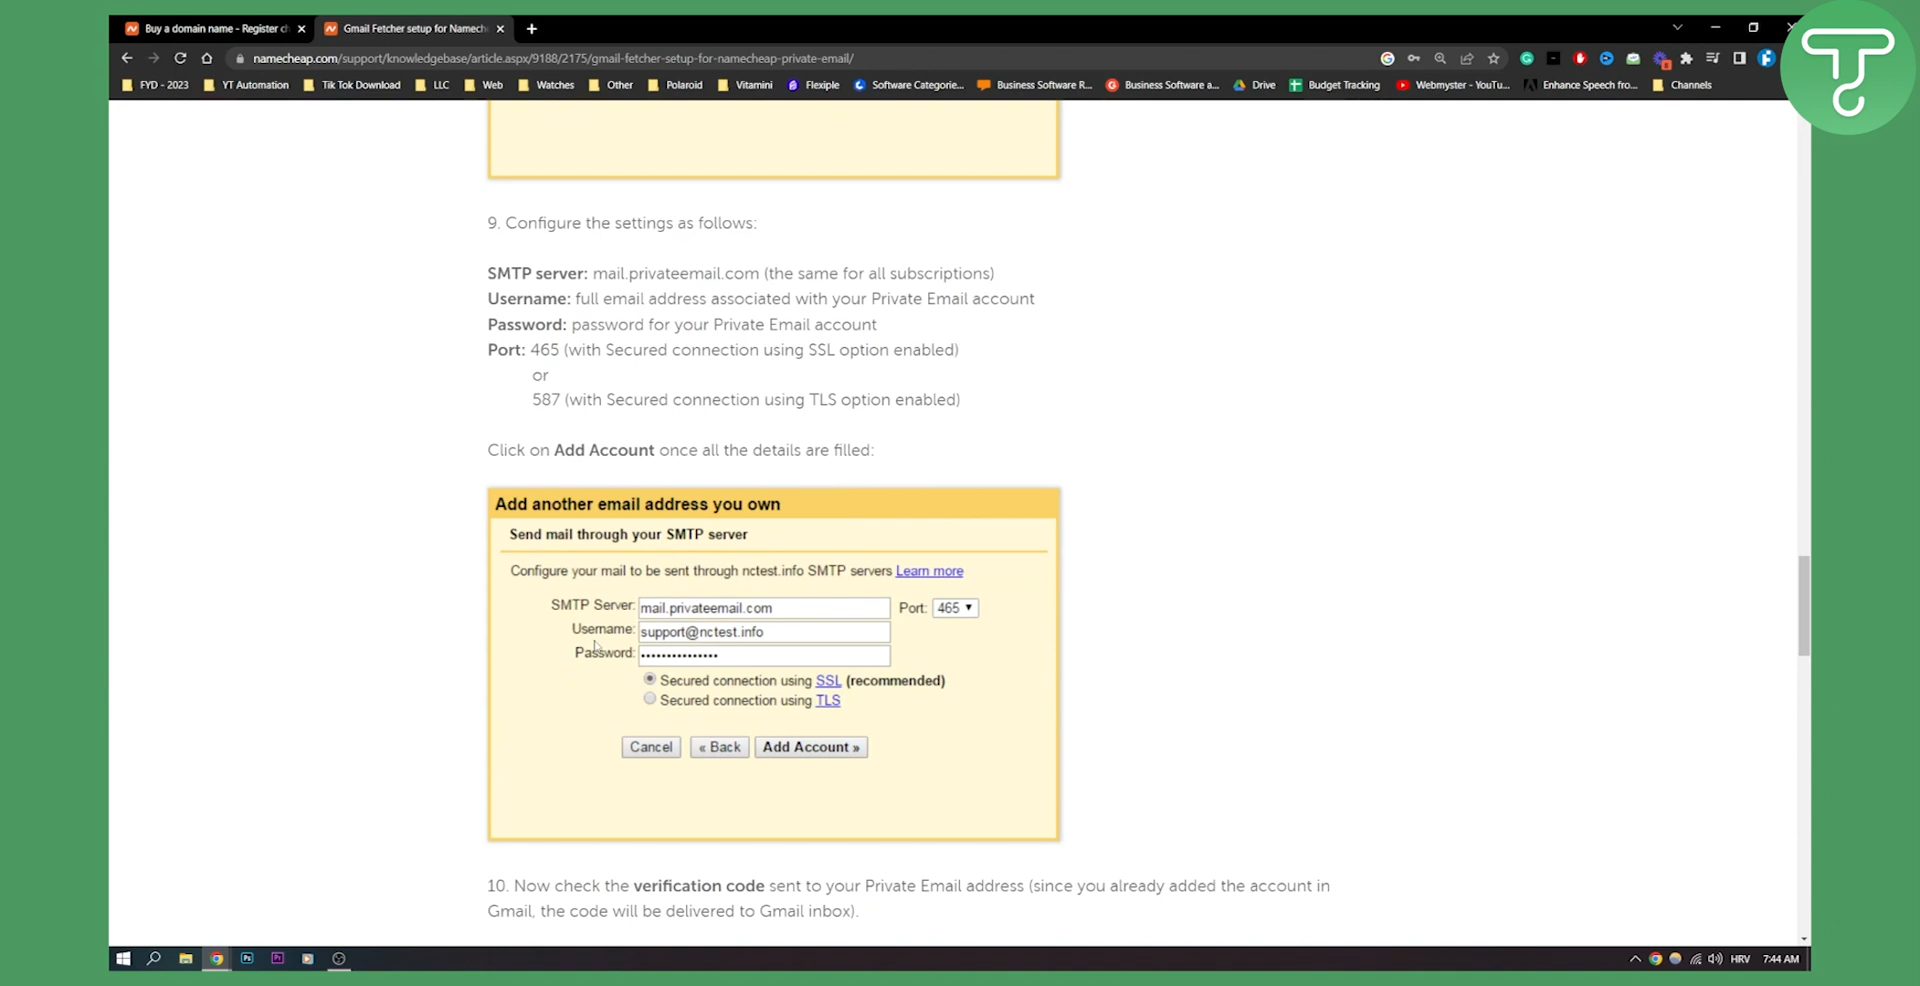 Buy a domain name - Register ch
Gmail Fetcher setup for Namech
namecheap.com/support/knowledgebase/article.aspx/9188/2175/gmail-fetcher-setup-for-namecheap-private-email/
FYD - 2023
YT Automation
Tik Tok Download
LLC
Web
Watches
Other
Polaroid
Vitamini
Flexiple
Software Categorie...
Business Software R...
Business Software a...
Drive
Budget Tracking
Webmyster - YouTu...
Enhance Speech fro...
Channels
9. Configure the settings as follows:
SMTP server: mail.privateemail.com (the same for all subscriptions)
Username: full email address associated with your Private Email account
Password: password for your Private Email account
Port: 465 (with Secured connection using SSL option enabled)
or
587 (with Secured connection using TLS option enabled)
Click on Add Account once all the details are filled:
Add another email address you own
Send mail through your SMTP server
Configure your mail to be sent through nctest.info SMTP servers Learn more
SMTP Server: mail.privateemail.com Port: 465
Username: support@nctest.info
Password: •••••••••••••••
Secured connection using SSL (recommended)
Secured connection using TLS
Cancel « Back Add Account »
10. Now check the verification code sent to your Private Email address (since you already added the account in
Gmail, the code will be delivered to Gmail inbox).
Ps
Pr
HRV
7:44 AM